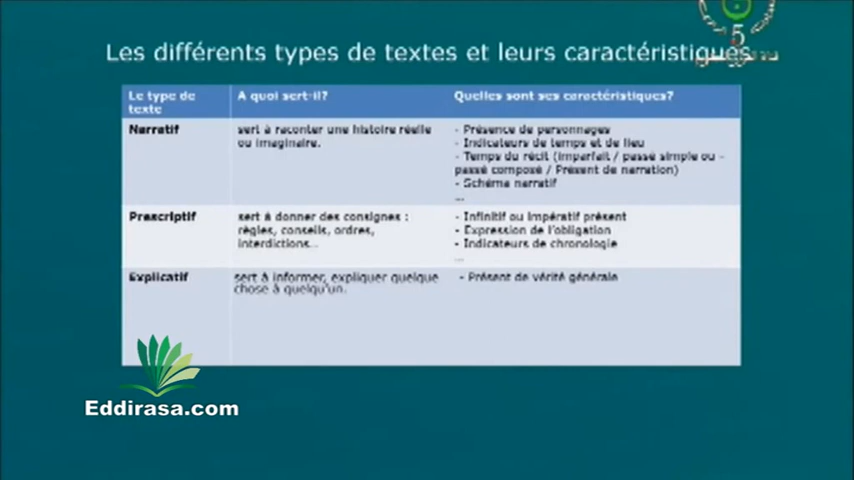 5
Les différents types de textes et leurs caractéristiques
Le type de
texte
A quoi sert-il?
Quelles sont ses caractéristiques?
Narratif
sert à raconter une histoire réelle
ou imaginaire.
- Présence de personnages
- Indicateurs de temps et de lieu
- Temps du récit (imparfait / passé simple ou -
passé composé / Présent de narration)
- Schéma narratif
...
Prescriptif
sert à donner des consignes :
règles, conseils, ordres,
interdictions...
- Infinitif ou impératif présent
- Expression de l'obligation
- Indicateurs de chronologie
...
Explicatif
sert à informer, expliquer quelque
chose à quelqu'un.
- Présent de vérité générale
Eddirasa.com